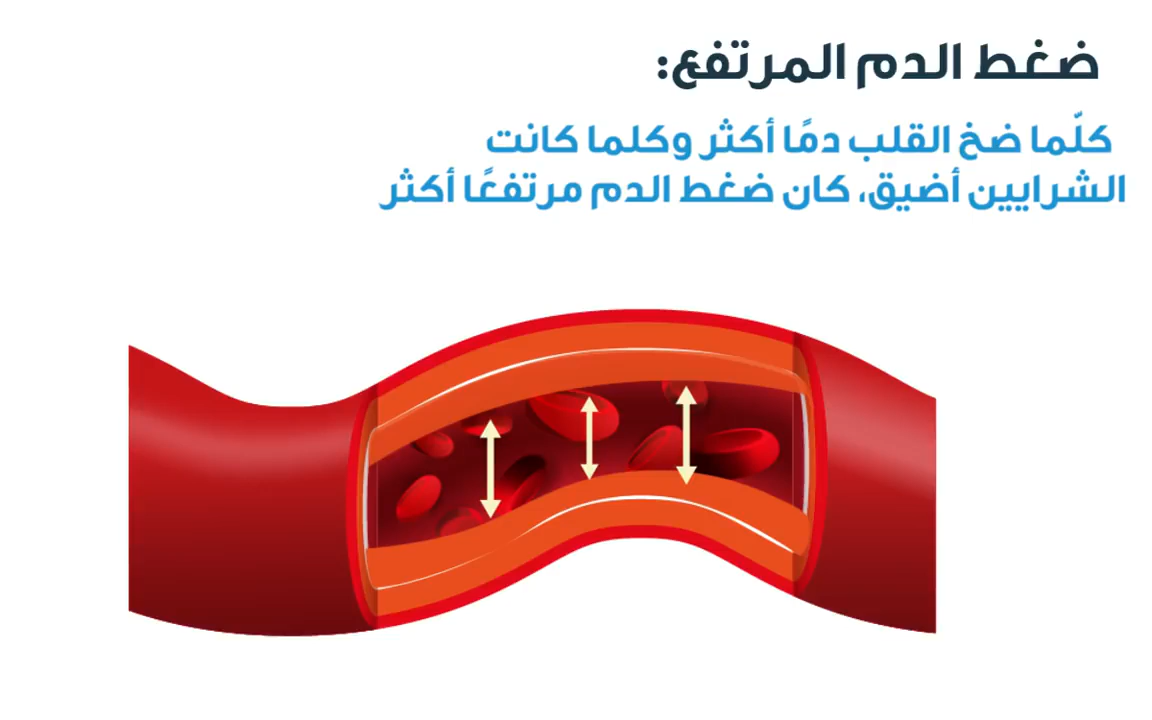 ضغط الدم المرتفع:
كلّما ضخ القلب دمًا أكثر وكلما كانت
الشرايين أضيق، كان ضغط الدم مرتفعًا أكثر